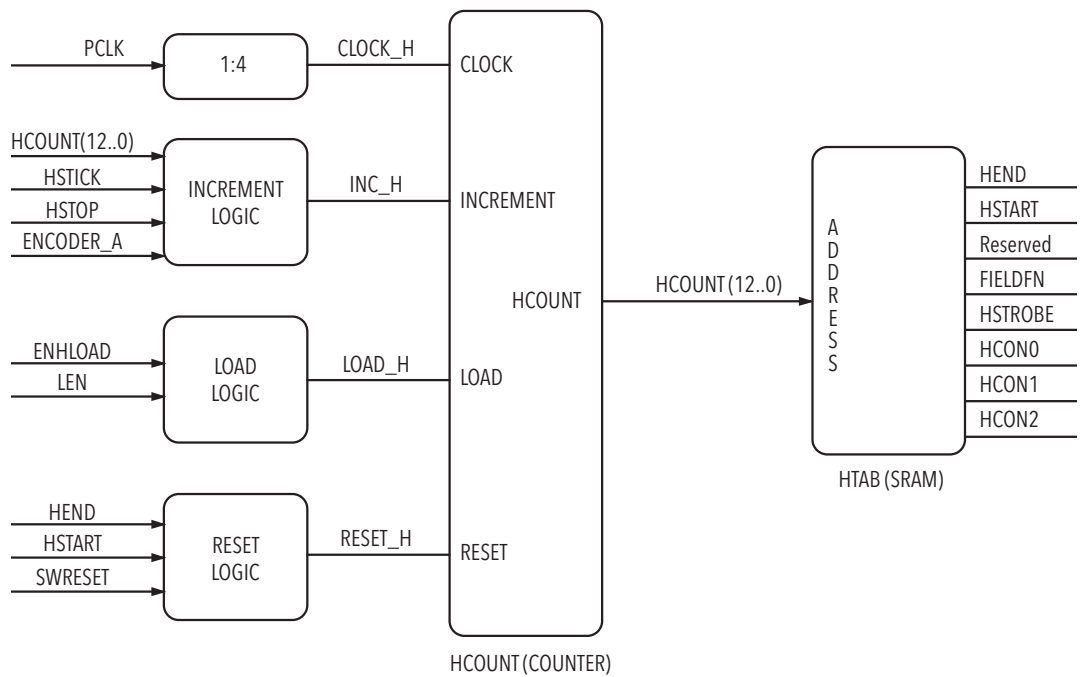 PCLK
1:4
CLOCK_H
CLOCK
HCOUNT(12..0)
HSTICK
HSTOP
ENCODER_A
INCREMENT
LOGIC
INC_H
INCREMENT
HCOUNT
HCOUNT (12..0)
ENHLOAD
LEN
LOAD
LOGIC
LOAD_H
LOAD
HEND
HSTART
SWRESET
RESET
LOGIC
RESET_H
RESET
HCOUNT (COUNTER)
ADDRESS
HEND
HSTART
Reserved
FIELDFN
HSTROBE
HCON0
HCON1
HCON2
HTAB (SRAM)